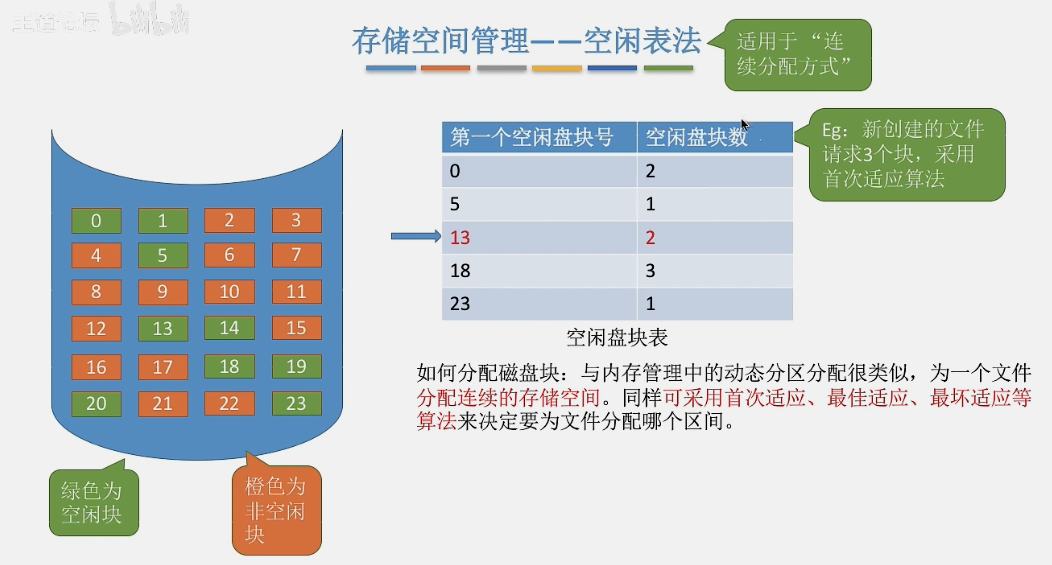 王道论坛 bilibili
存储空间管理——空闲表法
适用于 “连
续分配方式”
第一个空闲盘块号 空闲盘块数
0 2
5 1
13 2
18 3
23 1
空闲盘块表
Eg：新创建的文件
请求3个块，采用
首次适应算法
0 1 2 3
4 5 6 7
8 9 10 11
12 13 14 15
16 17 18 19
20 21 22 23
绿色为
空闲块
橙色为
非空闲
块
如何分配磁盘块：与内存管理中的动态分区分配很类似，为一个文件
分配连续的存储空间。同样可采用首次适应、最佳适应、最坏适应等
算法来决定要为文件分配哪个区间。